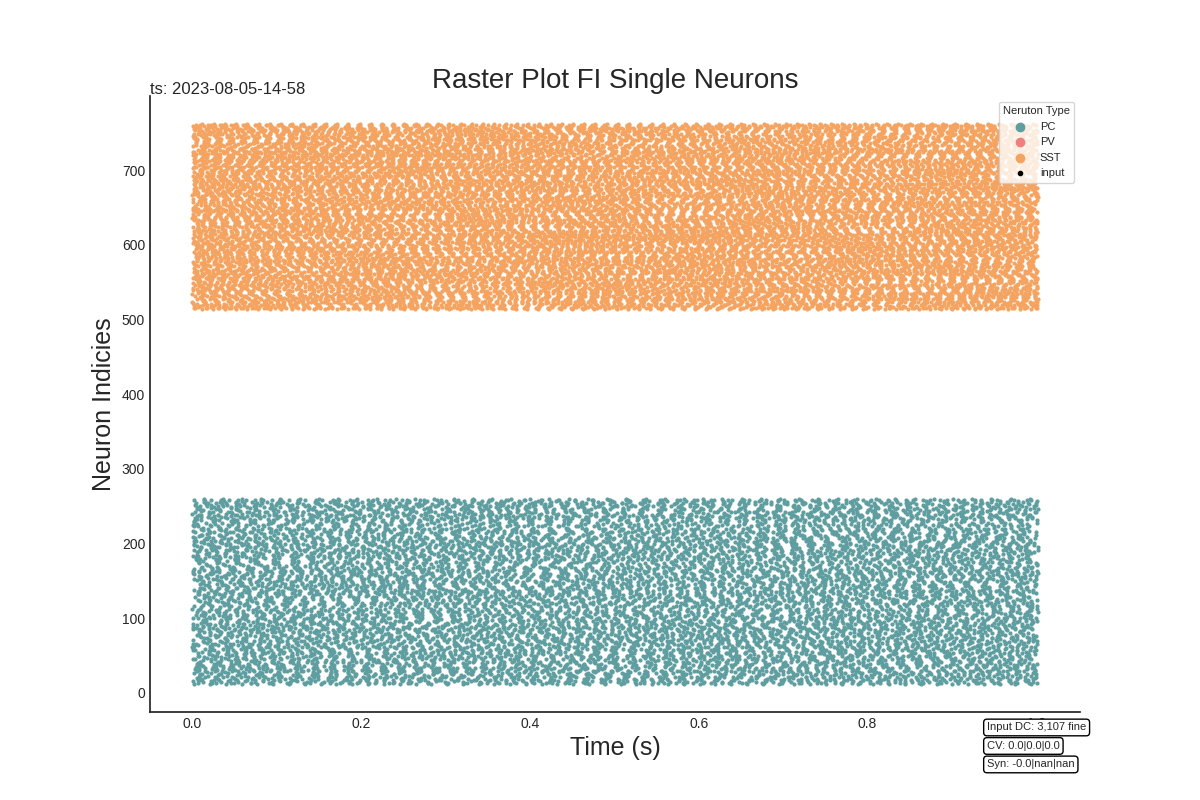 Raster Plot FI Single Neurons
ts: 2023-08-05-14-58
Neruton Type
PC
PV
SST
input
700
600
500
400
300
200
100
0
Neuron Indicies
0.0 0.2 0.4 0.6 0.8
Time (s)
Input DC: 3,107 fine
CV: 0.0|0.0|0.0
Syn: -0.0|nan|nan